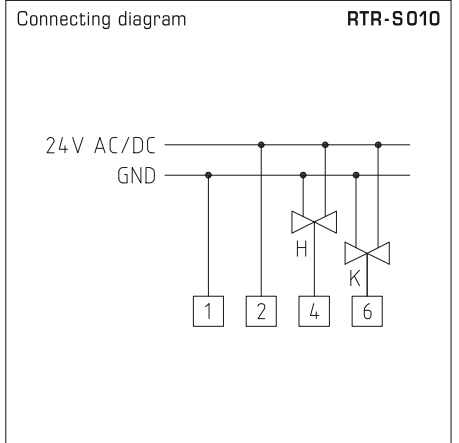 Connecting diagram RTR-S010
24V AC/DC
GND
H
K
1 2 4 6